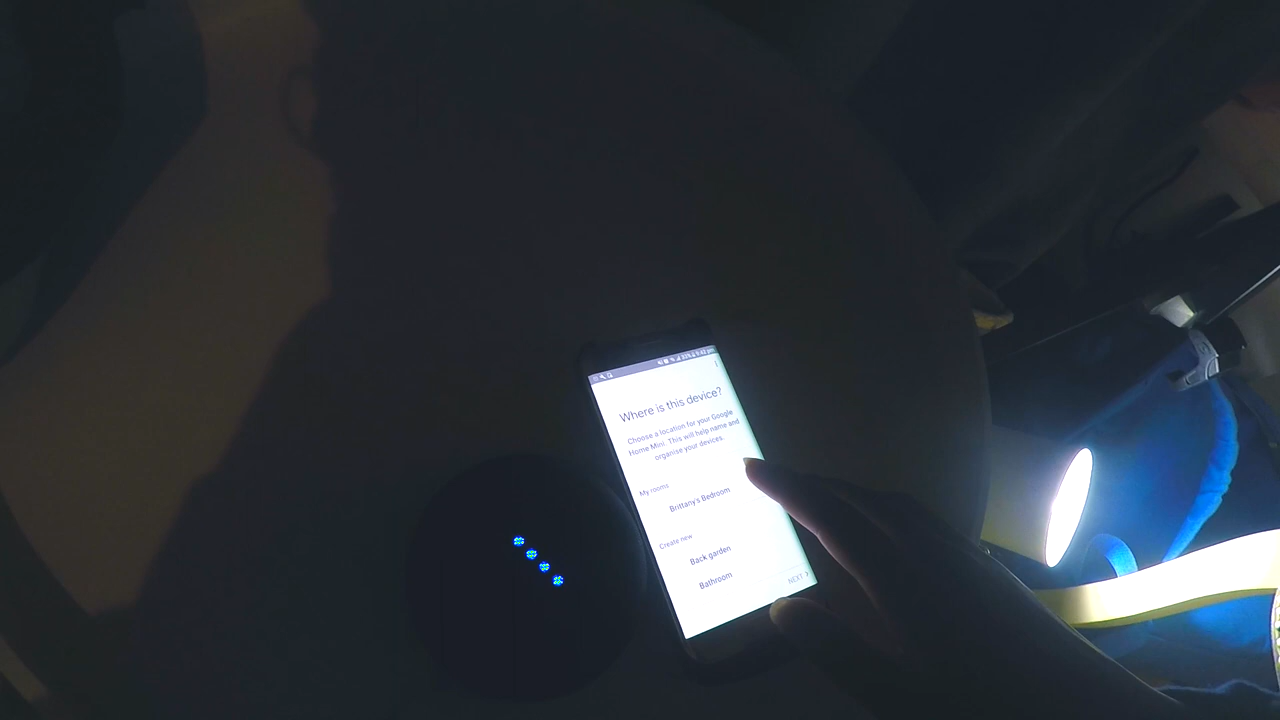 Where is this device?
Choose a location for your Google
Home Mini. This will help name and
organise your devices.
My rooms
Brittany's Bedroom
Create new
Back garden
Bathroom
NEXT